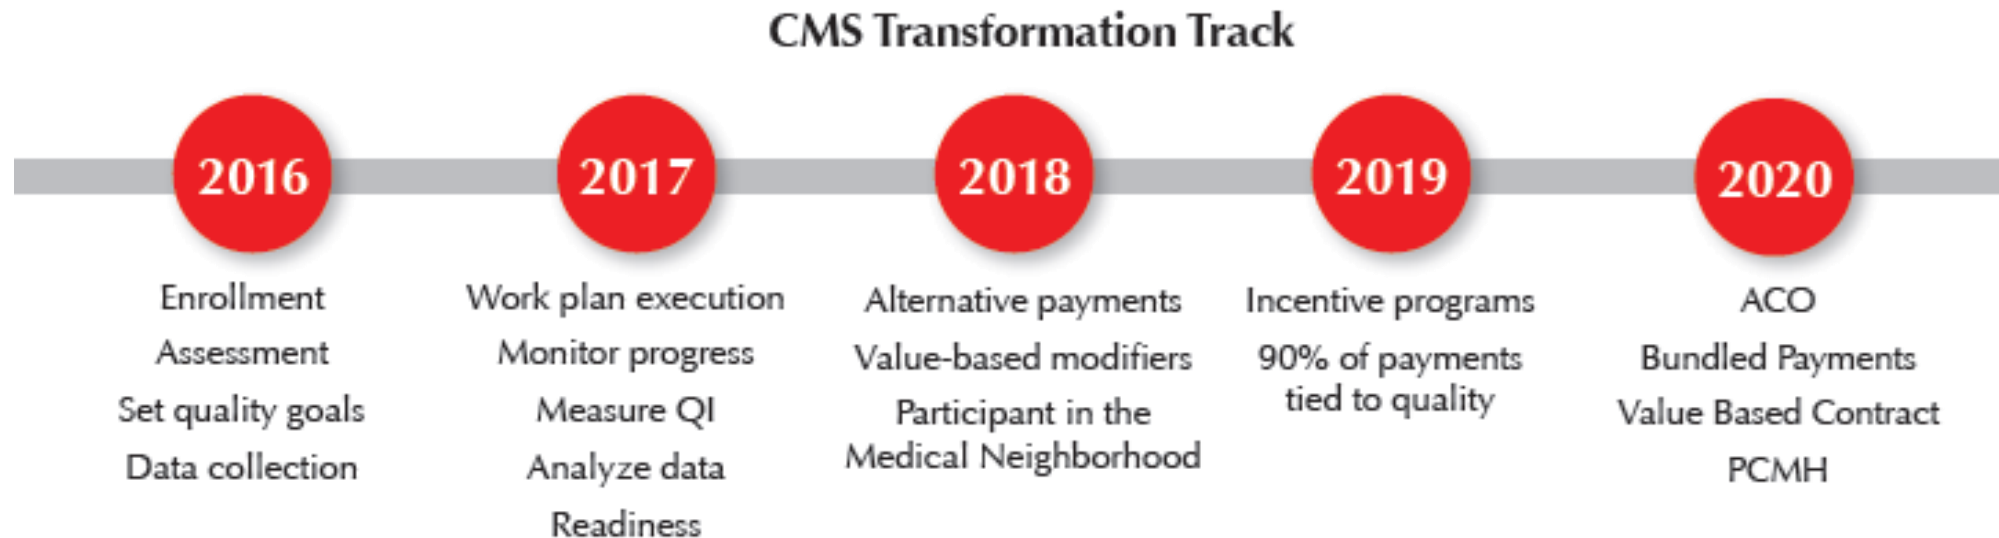 CMS Transformation Track
2016
Enrollment
Assessment
Set quality goals
Data collection
2017
Work plan execution
Monitor progress
Measure QI
Analyze data
Readiness
2018
Alternative payments
Value-based modifiers
Participant in the
Medical Neighborhood
2019
Incentive programs
90% of payments
tied to quality
2020
ACO
Bundled Payments
Value Based Contract
PCMH